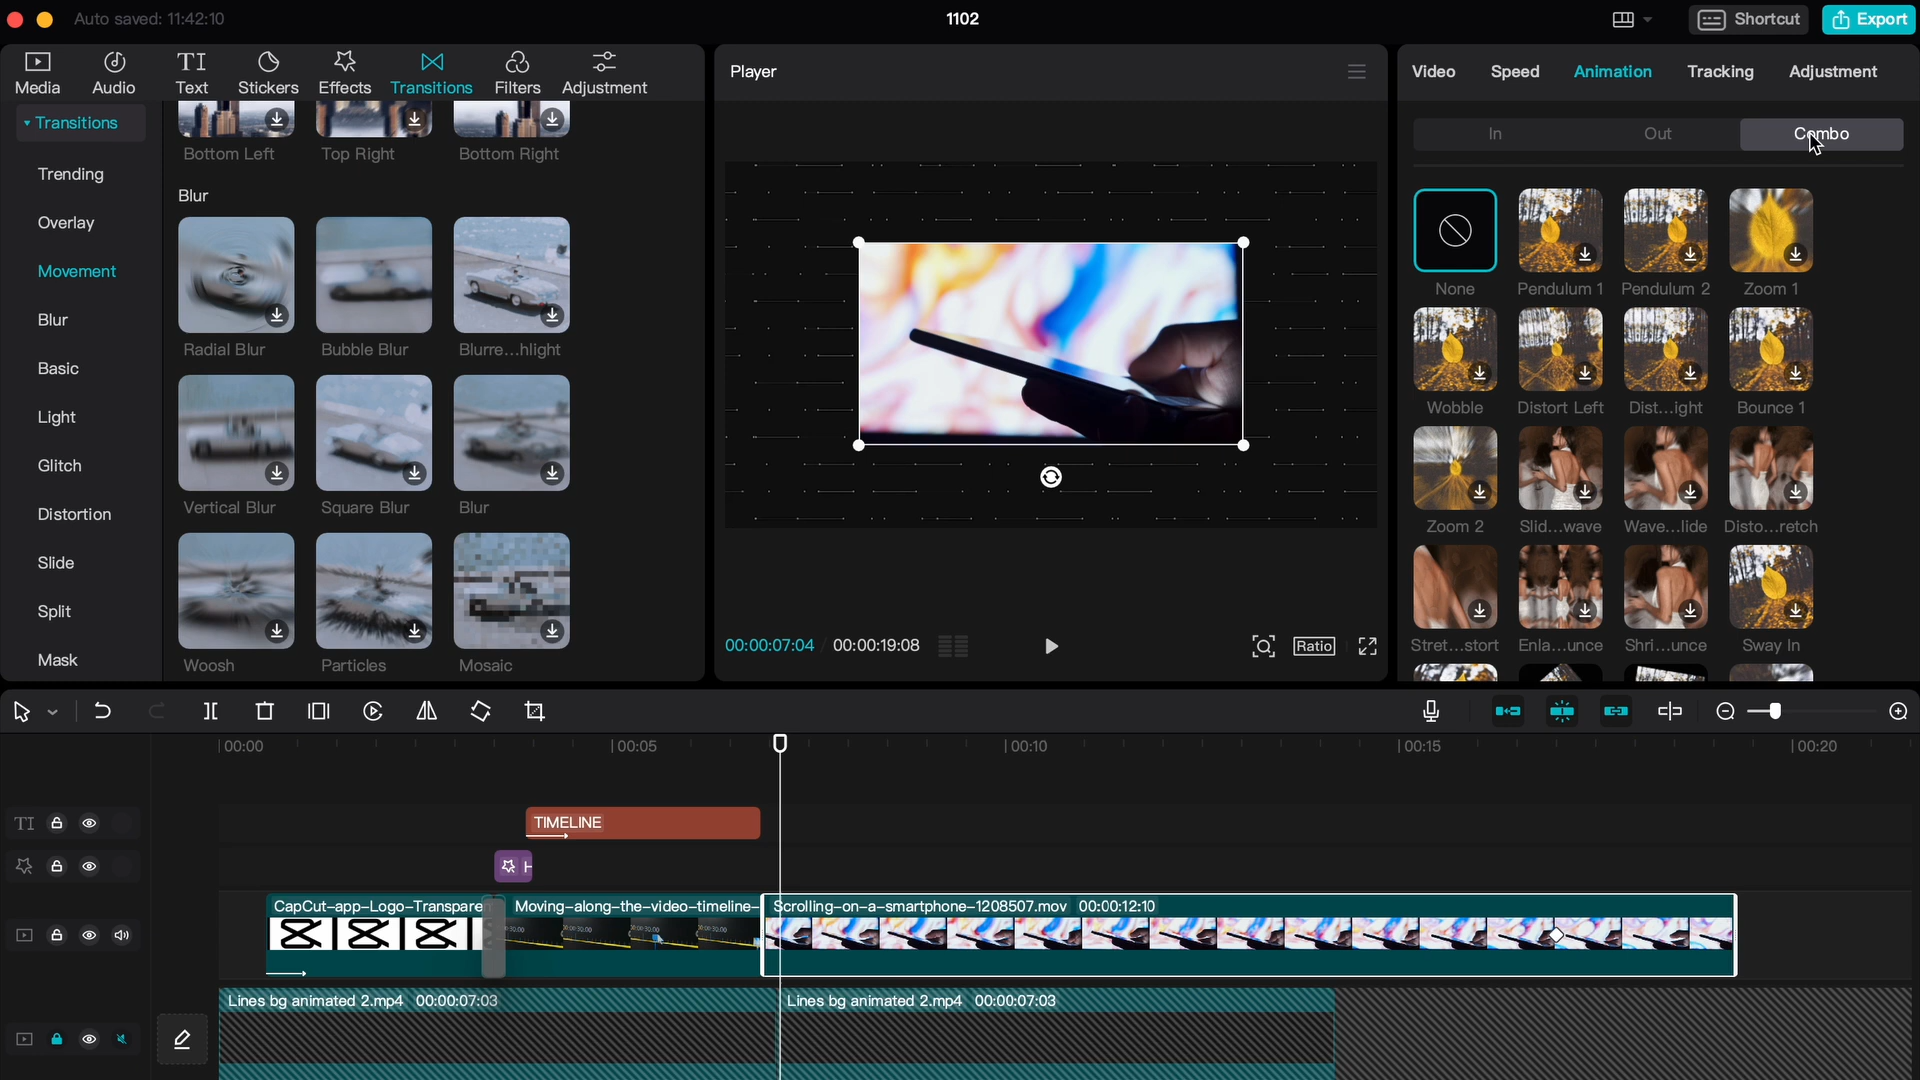 Auto saved: 11:42:10
1102
Shortcut
Export
Media
Audio
Text
Stickers
Effects
Transitions
Filters
Adjustment
Transitions
Trending
Overlay
Movement
Blur
Basic
Light
Glitch
Distortion
Slide
Split
Mask
Bottom Left
Top Right
Bottom Right
Blur
Radial Blur
Bubble Blur
Blurre...hlight
Vertical Blur
Square Blur
Blur
Woosh
Particles
Mosaic
Player
00:00:07:04 / 00:00:19:08
Ratio
Video
Speed
Animation
Tracking
Adjustment
In
Out
Combo
None
Pendulum 1
Pendulum 2
Zoom 1
Wobble
Distort Left
Dist...ight
Bounce 1
Zoom 2
Slid...wave
Wave...lide
Disto...retch
Stret...stort
Enla...unce
Shri...unce
Sway In
00:00
00:05
00:10
00:15
00:20
TI
TIMELINE
H
CapCut-app-Logo-Transparen
Moving-along-the-video-timeline-
Scrolling-on-a-smartphone-1208507.mov 00:00:12:10
Lines bg animated 2.mp4 00:00:07:03
Lines bg animated 2.mp4 00:00:07:03